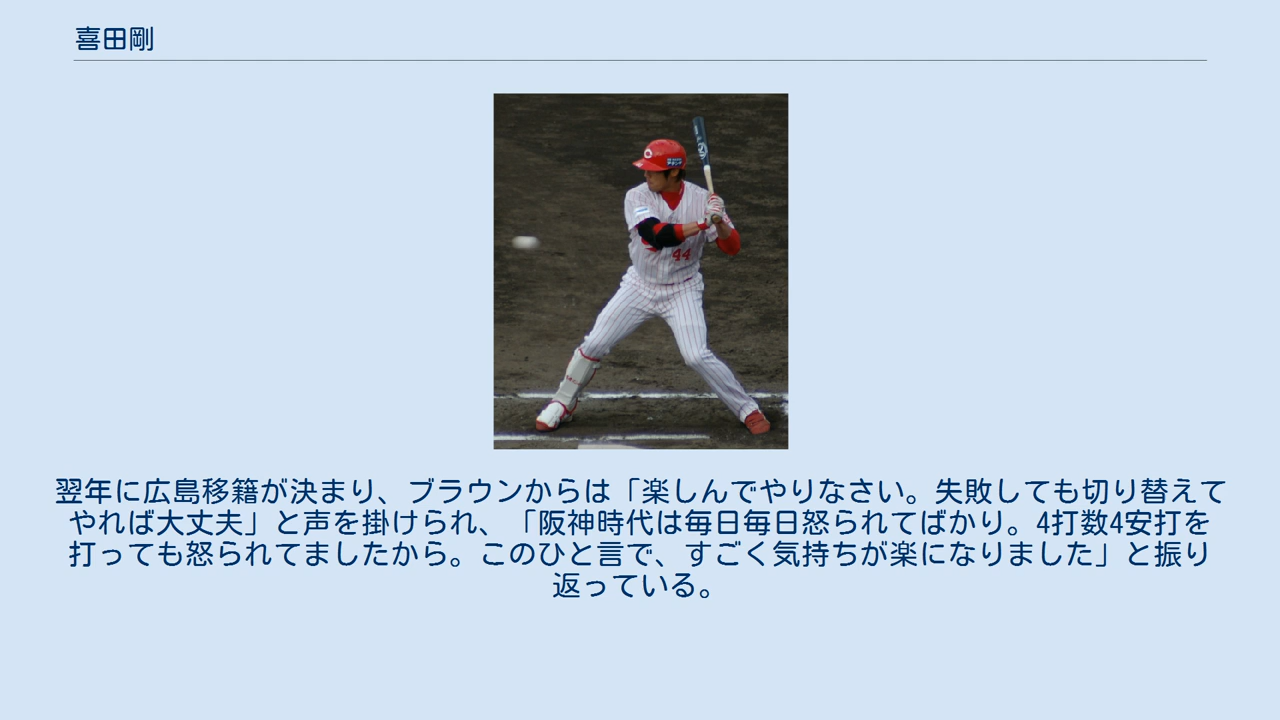 喜田剛
44
翌年に広島移籍が決まり、ブラウンからは「楽しんでやりなさい。失敗しても切り替えて
やれば大丈夫」と声を掛けられ、「阪神時代は毎日毎日怒られてばかり。4打数4安打を
打っても怒られてましたから。このひと言で、すごく気持ちが楽になりました」と振り
返っている。